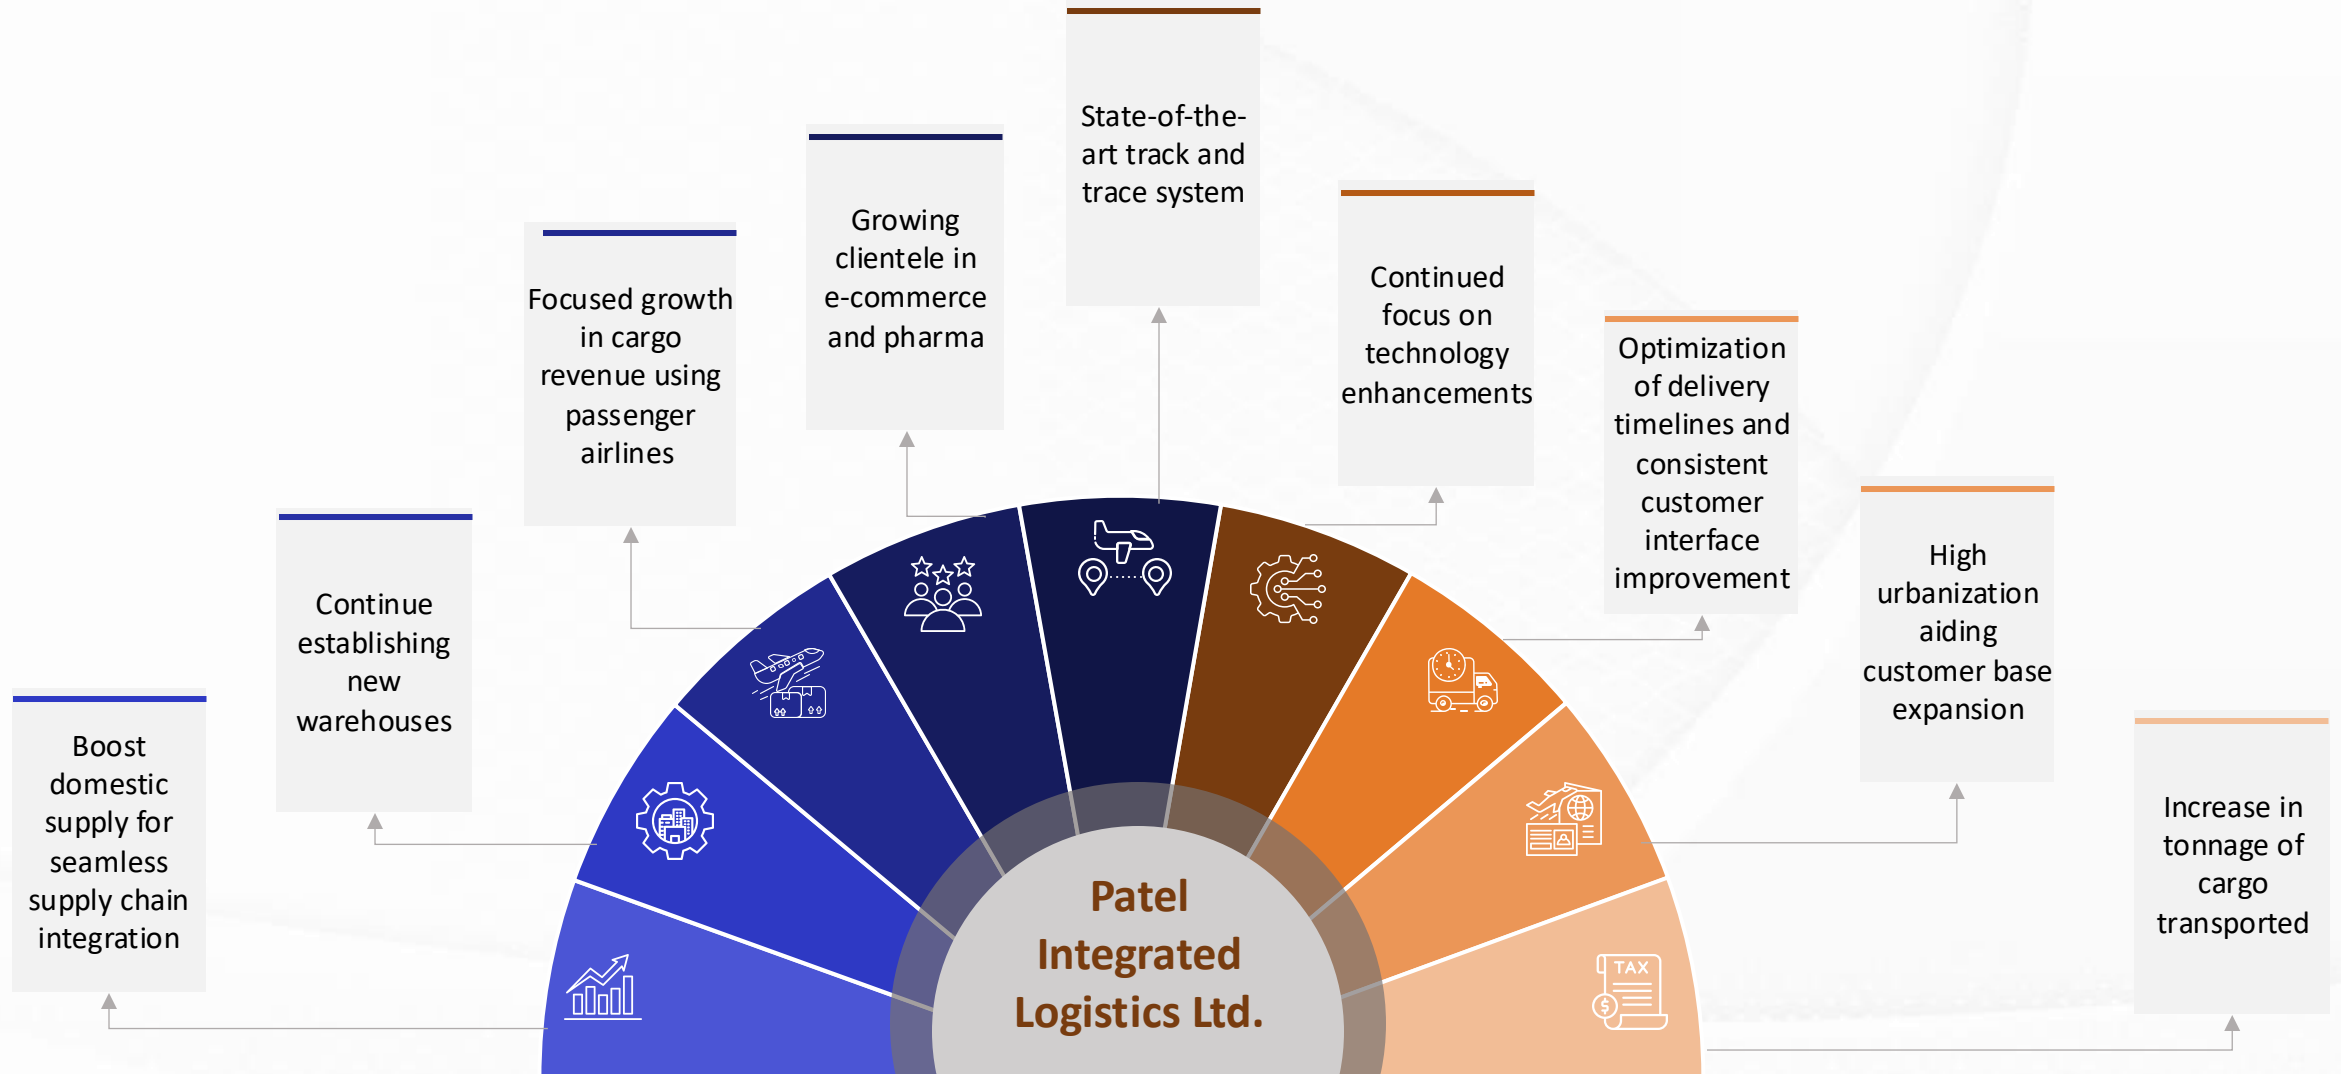 State-of-the-
art track and
trace system
Growing
clientele in
e-commerce
and pharma
Continued
focus on
technology
enhancements
Focused growth
in cargo
revenue using
passenger
airlines
Optimization
of delivery
timelines and
consistent
customer
interface
improvement
Continue
establishing
new
warehouses
High
urbanization
aiding
customer base
expansion
Boost
domestic
supply for
seamless
supply chain
integration
Increase in
tonnage of
cargo
transported
TAX
$
Patel
Integrated
Logistics Ltd.